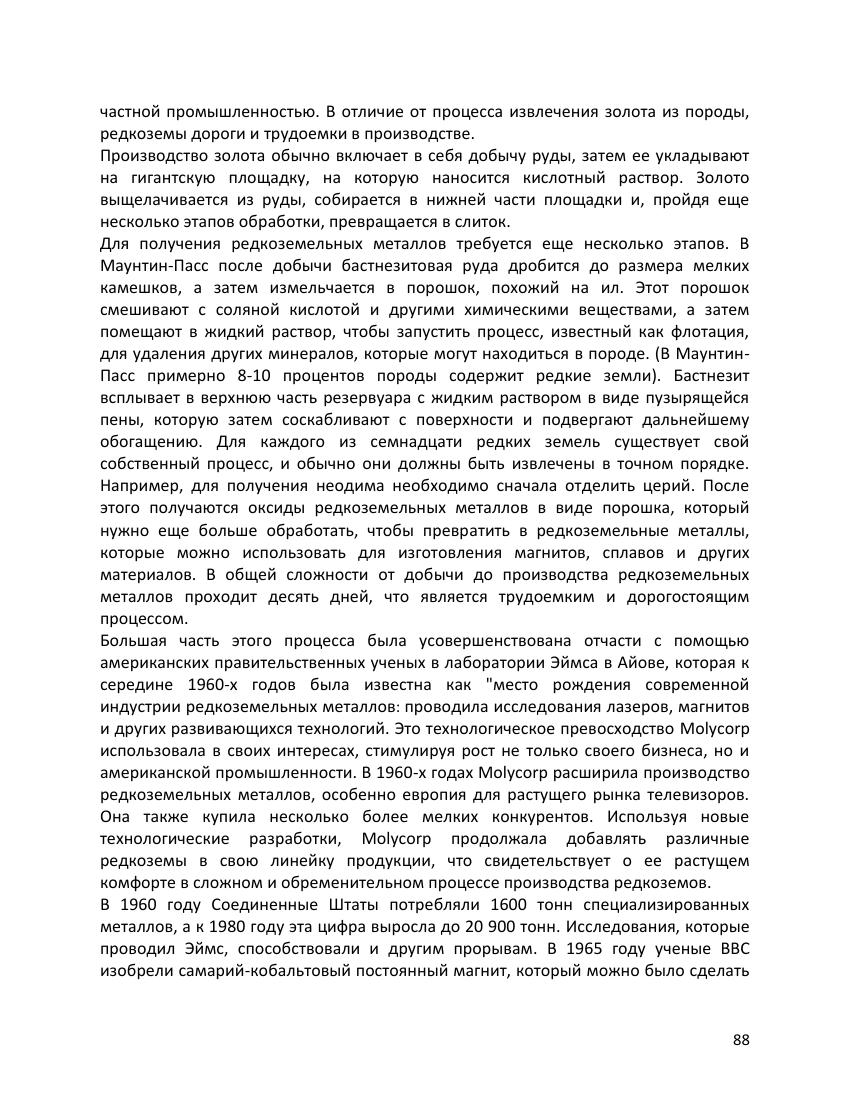 частной промышленностью. В отличие от процесса извлечения золота из породы,
редкоземы дороги и трудоемки в производстве.
Производство золота обычно включает в себя добычу руды, затем ее укладывают
на гигантскую площадку, на которую наносится кислотный раствор. Золото
выщелачивается из руды, собирается в нижней части площадки и, пройдя еще
несколько этапов обработки, превращается в слиток.
Для получения редкоземельных металлов требуется еще несколько этапов. В
Маунтин-Пасс после добычи бастнезитовая руда дробится до размера мелких
камешков, а затем измельчается в порошок, похожий на ил. Этот порошок
смешивают с соляной кислотой и другими химическими веществами, а затем
помещают в жидкий раствор, чтобы запустить процесс, известный как флотация,
для удаления других минералов, которые могут находиться в породе. (В Маунтин-
Пасс примерно 8-10 процентов породы содержит редкие земли). Бастнезит
всплывает в верхнюю часть резервуара с жидким раствором в виде пузырящейся
пены, которую затем соскабливают с поверхности и подвергают дальнейшему
обогащению. Для каждого из семнадцати редких земель существует свой
собственный процесс, и обычно они должны быть извлечены в точном порядке.
Например, для получения неодима необходимо сначала отделить церий. После
этого получаются оксиды редкоземельных металлов в виде порошка, который
нужно еще больше обработать, чтобы превратить в редкоземельные металлы,
которые можно использовать для изготовления магнитов, сплавов и других
материалов. В общей сложности от добычи до производства редкоземельных
металлов проходит десять дней, что является трудоемким и дорогостоящим
процессом.
Большая часть этого процесса была усовершенствована отчасти с помощью
американских правительственных ученых в лаборатории Эймса в Айове, которая к
середине 1960-х годов была известна как "место рождения современной
индустрии редкоземельных металлов: проводила исследования лазеров, магнитов
и других развивающихся технологий. Это технологическое превосходство Molycorp
использовала в своих интересах, стимулируя рост не только своего бизнеса, но и
американской промышленности. В 1960-х годах Molycorp расширила производство
редкоземельных металлов, особенно европия для растущего рынка телевизоров.
Она также купила несколько более мелких конкурентов. Используя новые
технологические разработки, Molycorp продолжала добавлять различные
редкоземы в свою линейку продукции, что свидетельствует о ее растущем
комфорте в сложном и обременительном процессе производства редкоземов.
В 1960 году Соединенные Штаты потребляли 1600 тонн специализированных
металлов, а к 1980 году эта цифра выросла до 20 900 тонн. Исследования, которые
проводил Эймс, способствовали и другим прорывам. В 1965 году ученые ВВС
изобрели самарий-кобальтовый постоянный магнит, который можно было сделать
88